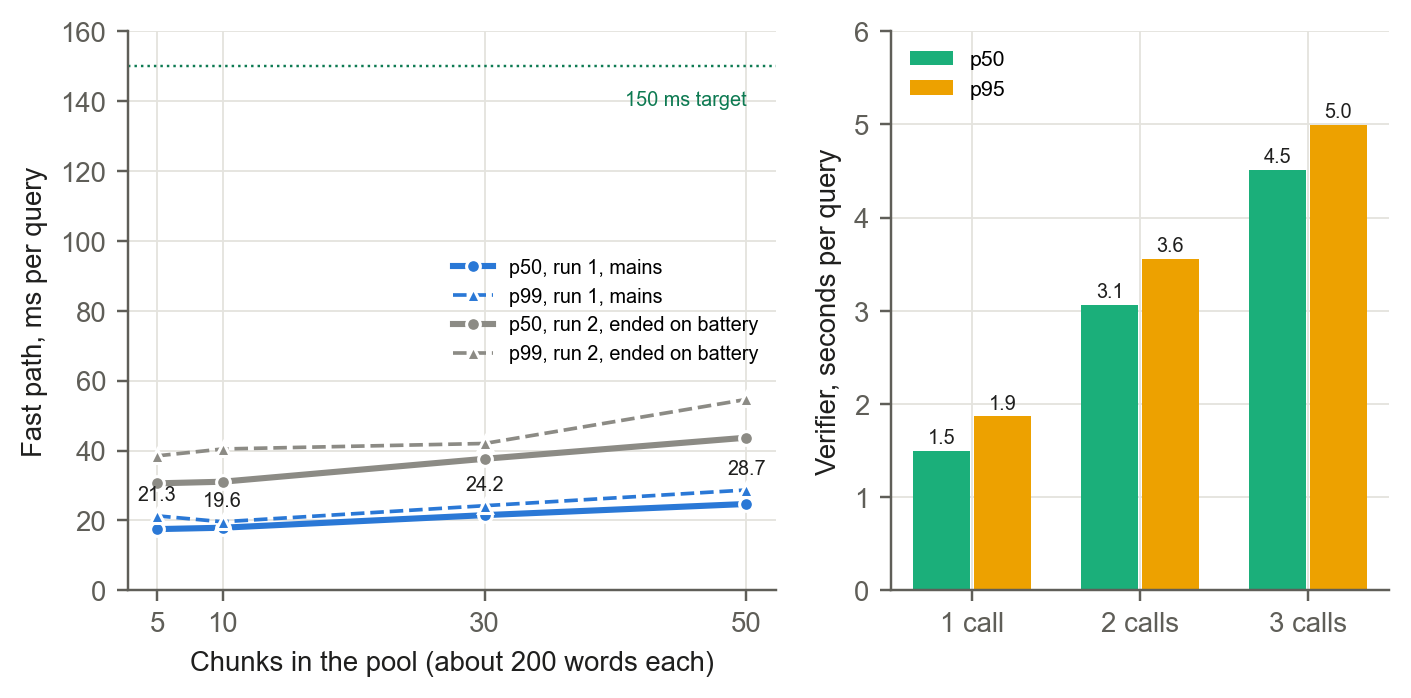 160
140
120
100
80
60
40
20
0
Fast path, ms per query
150 ms target
p50, run 1, mains
p99, run 1, mains
p50, run 2, ended on battery
p99, run 2, ended on battery
21.3
19.6
24.2
28.7
5
10
30
50
Chunks in the pool (about 200 words each)
6
5
4
3
2
1
0
Verifier, seconds per query
p50
p95
1.5
1.9
3.1
3.6
4.5
5.0
1 call
2 calls
3 calls